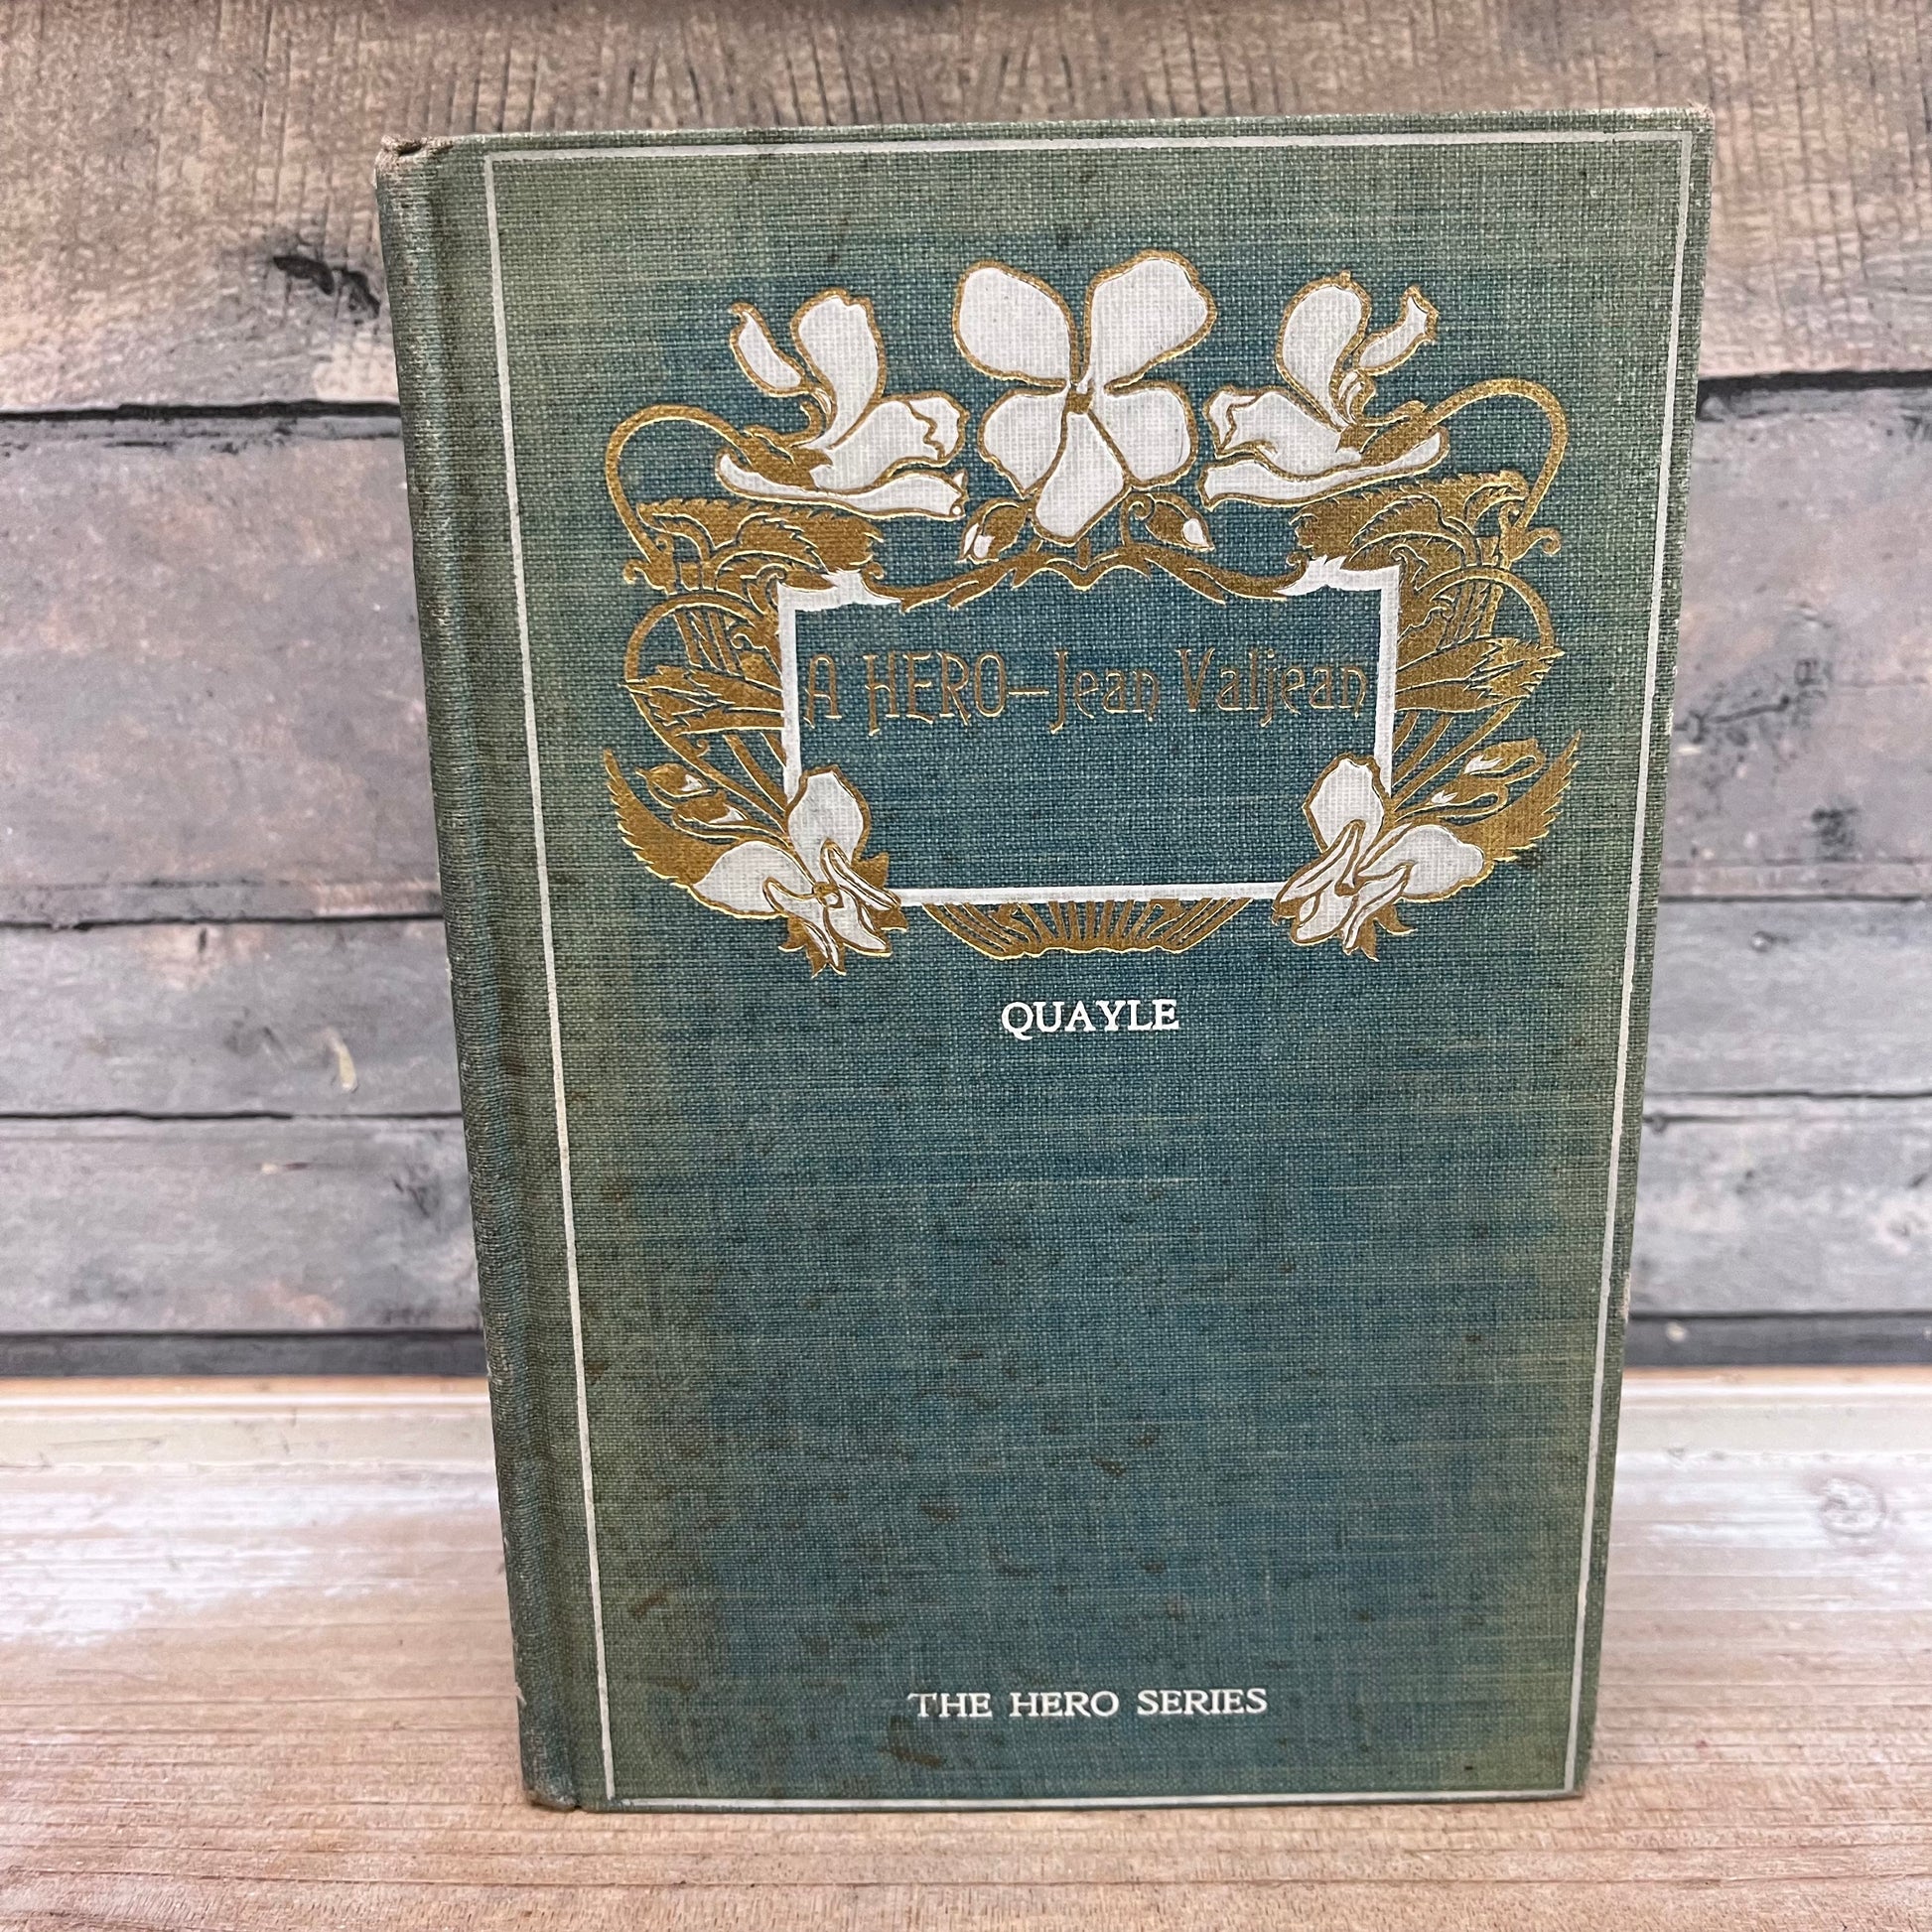 A HERO—Jean Valjean
QUAYLE
THE HERO SERIES